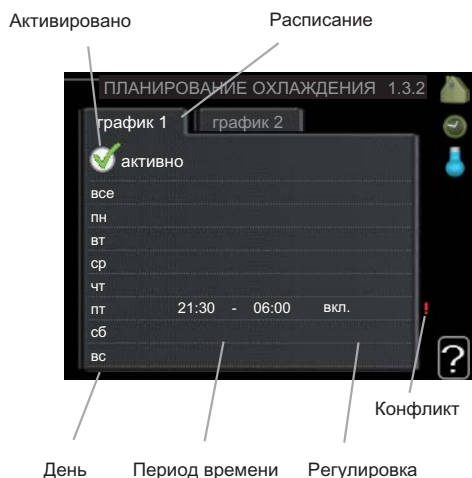 Активировано
Расписание
ПЛАНИРОВАНИЕ ОХЛАЖДЕНИЯ 1.3.2
график 1
график 2
активно
все
пн
вт
ср
чт
пт 21:30 - 06:00 вкл.
сб
вс
!
?
Конфликт
День Период времени Регулировка